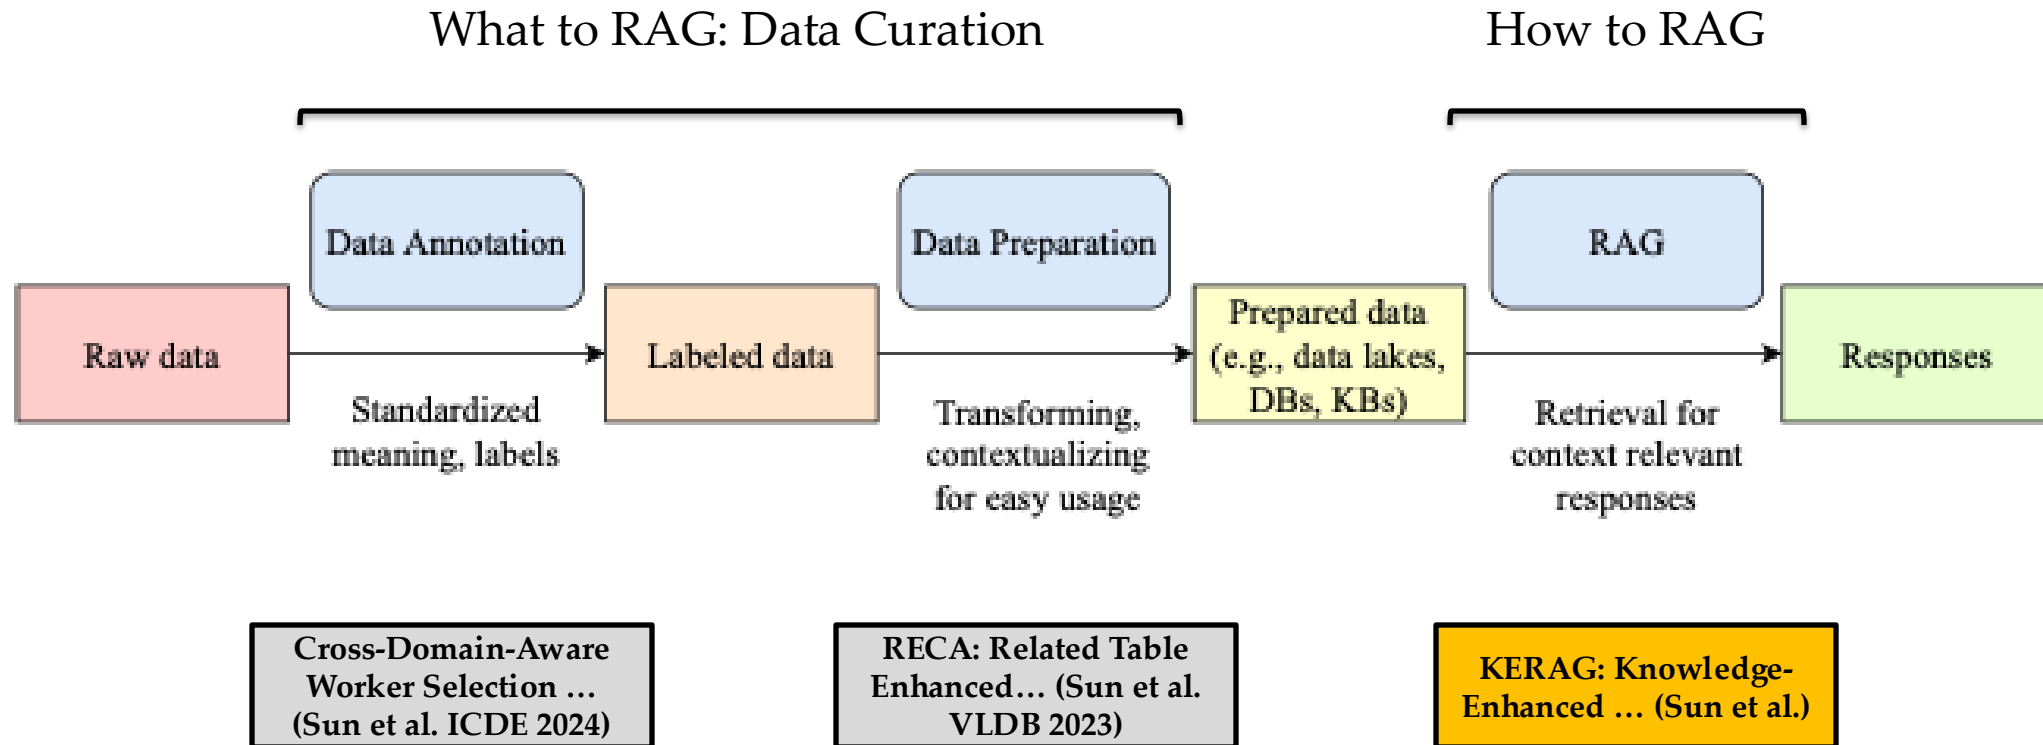 What to RAG: Data Curation
How to RAG
Data Annotation
Data Preparation
RAG
Raw data
Labeled data
Prepared data
(e.g., data lakes,
DBs, KBs)
Responses
Standardized
meaning, labels
Transforming,
contextualizing
for easy usage
Retrieval for
context relevant
responses
Cross-Domain-Aware
Worker Selection …
(Sun et al. ICDE 2024)
RECA: Related Table
Enhanced… (Sun et al.
VLDB 2023)
KERAG: Knowledge-
Enhanced … (Sun et al.)